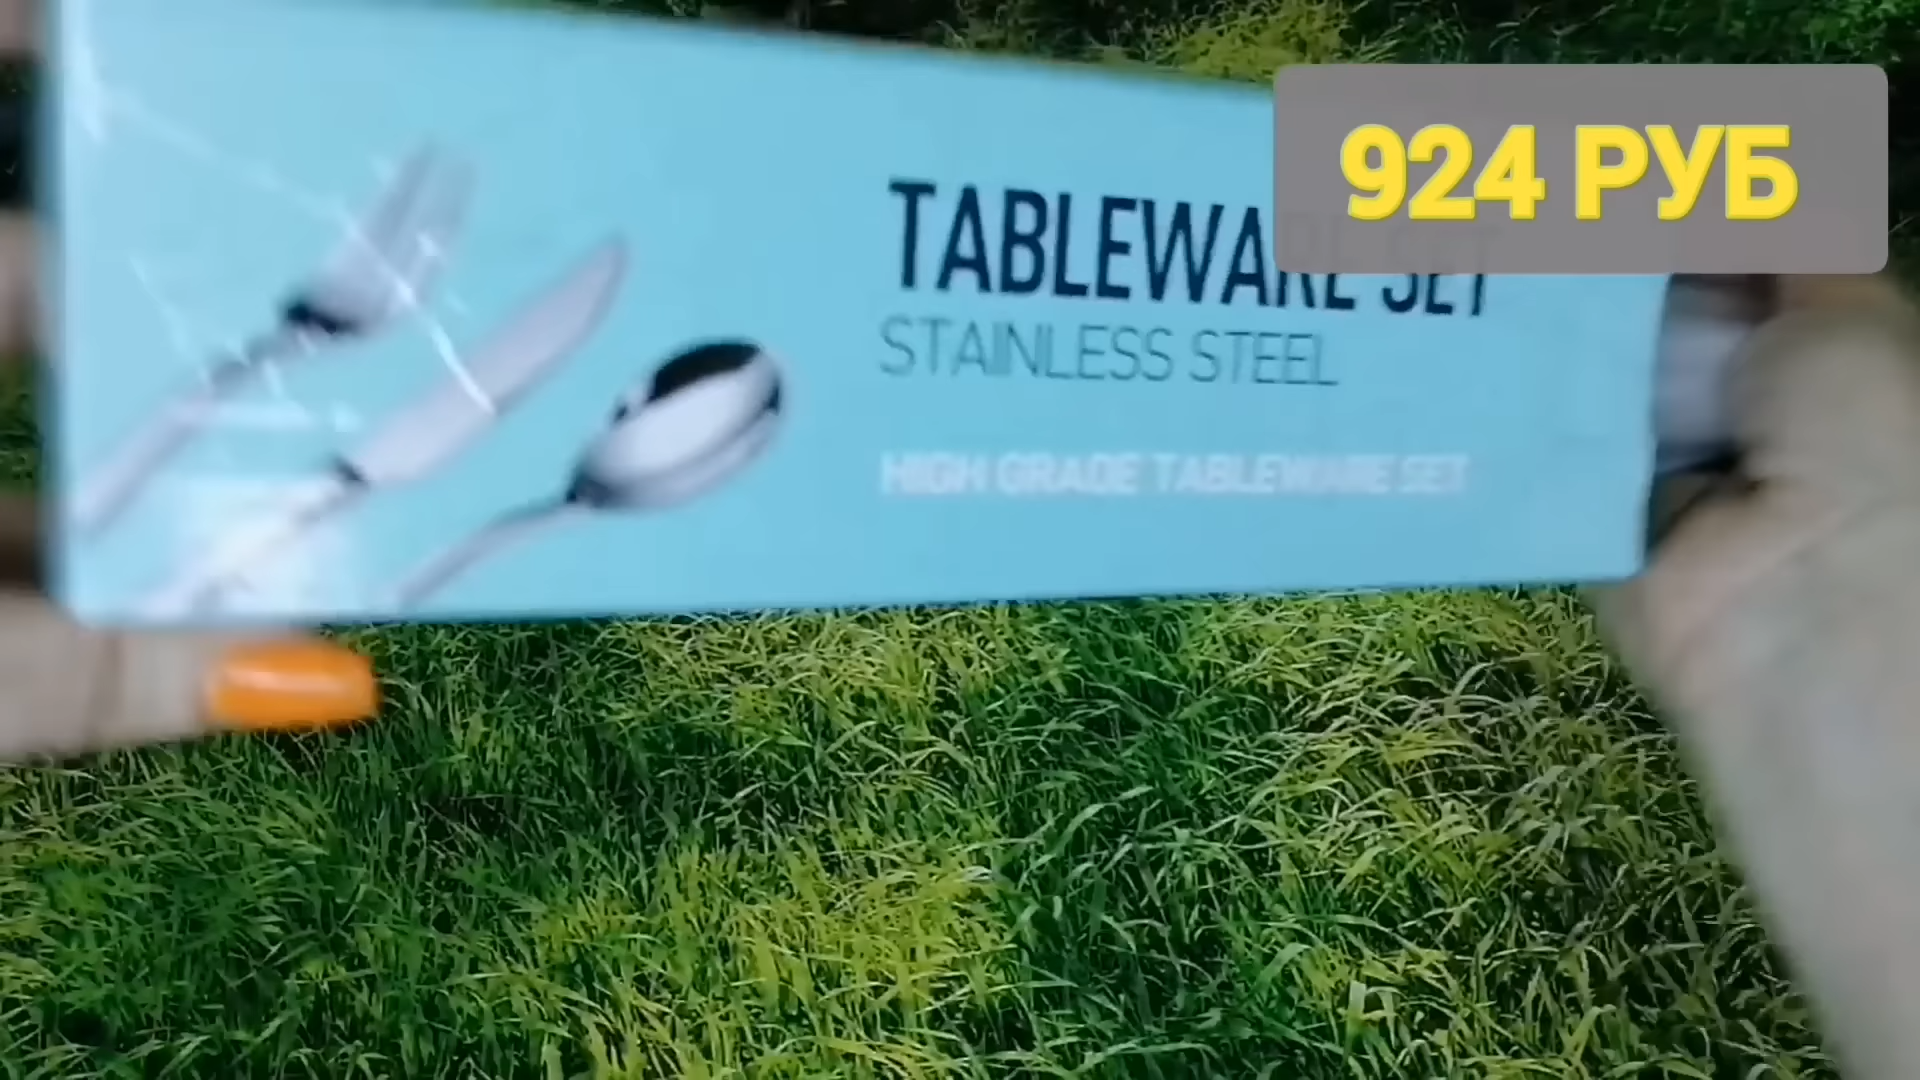 924 РУБ
TABLEWARE SET
STAINLESS STEEL
HIGH GRADE TABLEWARE SET